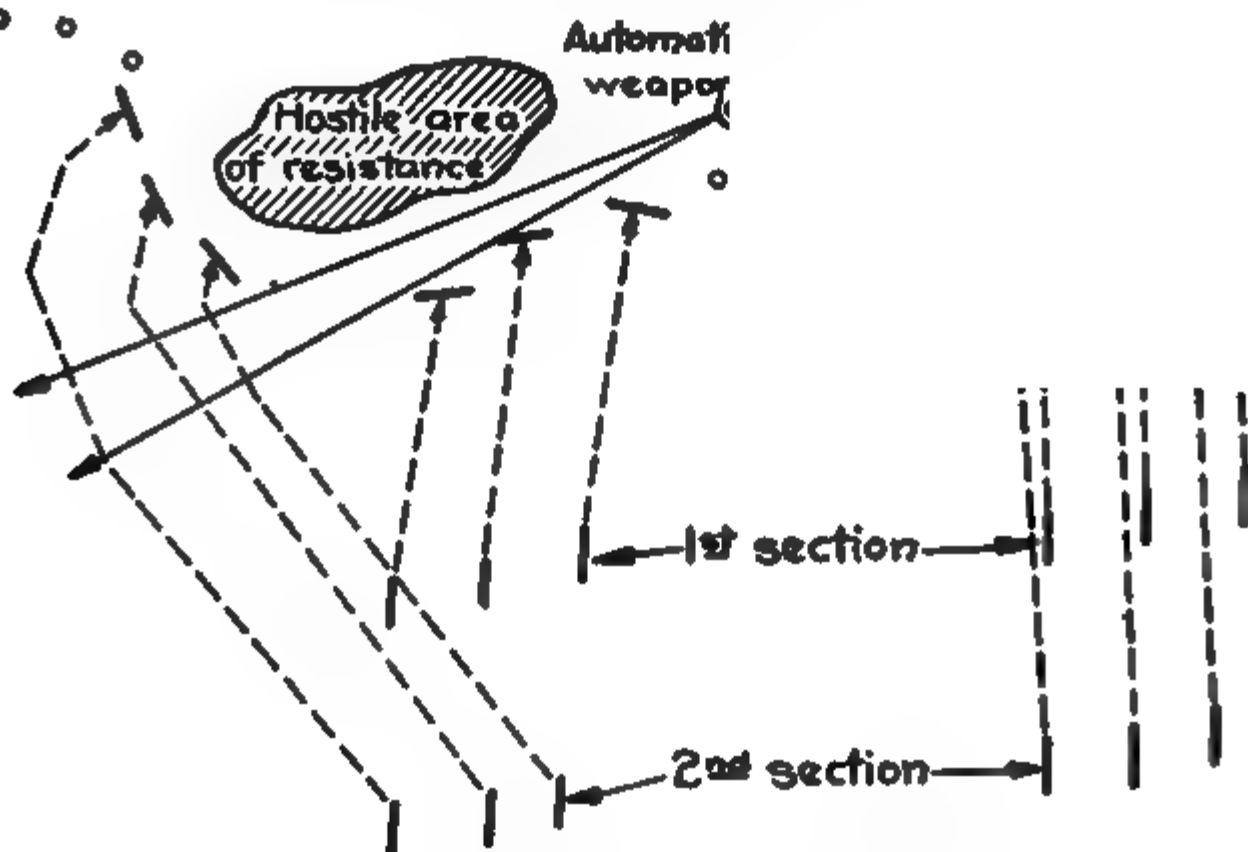 Automati
weapo
Hostile area
of resistance
1st section
2nd section